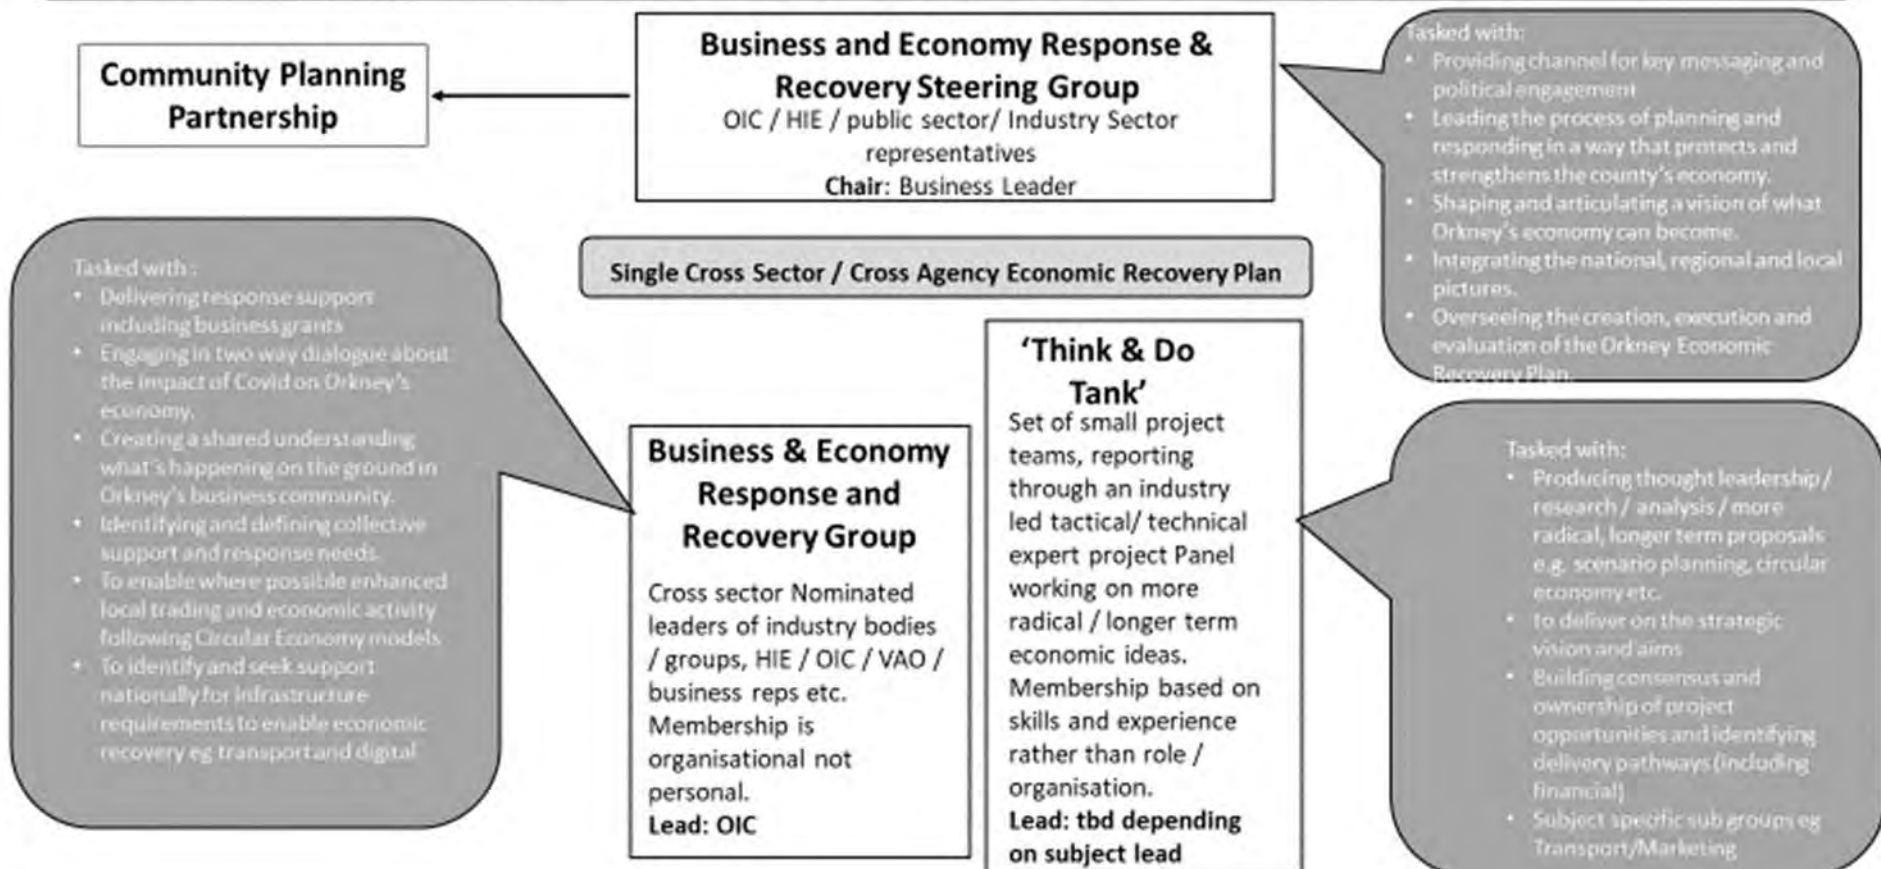 Community Planning
Partnership
Business and Economy Response &
Recovery Steering Group
OIC / HIE / public sector/ Industry Sector
representatives
Chair: Business Leader
Tasked with:
• Providing channel for key messaging and
political engagement
• Leading the process of planning and
responding in a way that protects and
strengthens the county's economy.
• Shaping and articulating a vision of what
Orkney's economy can become.
• Integrating the national, regional and local
pictures.
• Overseeing the creation, execution and
evaluation of the Orkney Economic
Recovery Plan.
Single Cross Sector / Cross Agency Economic Recovery Plan
Tasked with :
• Delivering response support
including business grants
• Engaging in two way dialogue about
the impact of Covid on Orkney's
economy.
• Creating a shared understanding
what's happening on the ground in
Orkney's business community.
• Identifying and defining collective
support and response needs.
• To enable where possible enhanced
local trading and economic activity
following Circular Economy models
• To identify and seek support
nationally for infrastructure
requirements to enable economic
recovery eg transport and digital
Business & Economy
Response and
Recovery Group
Cross sector Nominated
leaders of industry bodies
/ groups, HIE / OIC / VAO /
business reps etc.
Membership is
organisational not
personal.
Lead: OIC
'Think & Do
Tank'
Set of small project
teams, reporting
through an industry
led tactical/ technical
expert project Panel
working on more
radical / longer term
economic ideas.
Membership based on
skills and experience
rather than role /
organisation.
Lead: tbd depending
on subject lead
Tasked with:
• Producing thought leadership /
research / analysis / more
radical, longer term proposals
e.g. scenario planning, circular
economy etc.
• to deliver on the strategic
vision and aims
• Building consensus and
ownership of project
opportunities and identifying
delivery pathways (including
financial)
• Subject specific sub groups eg
Transport/Marketing